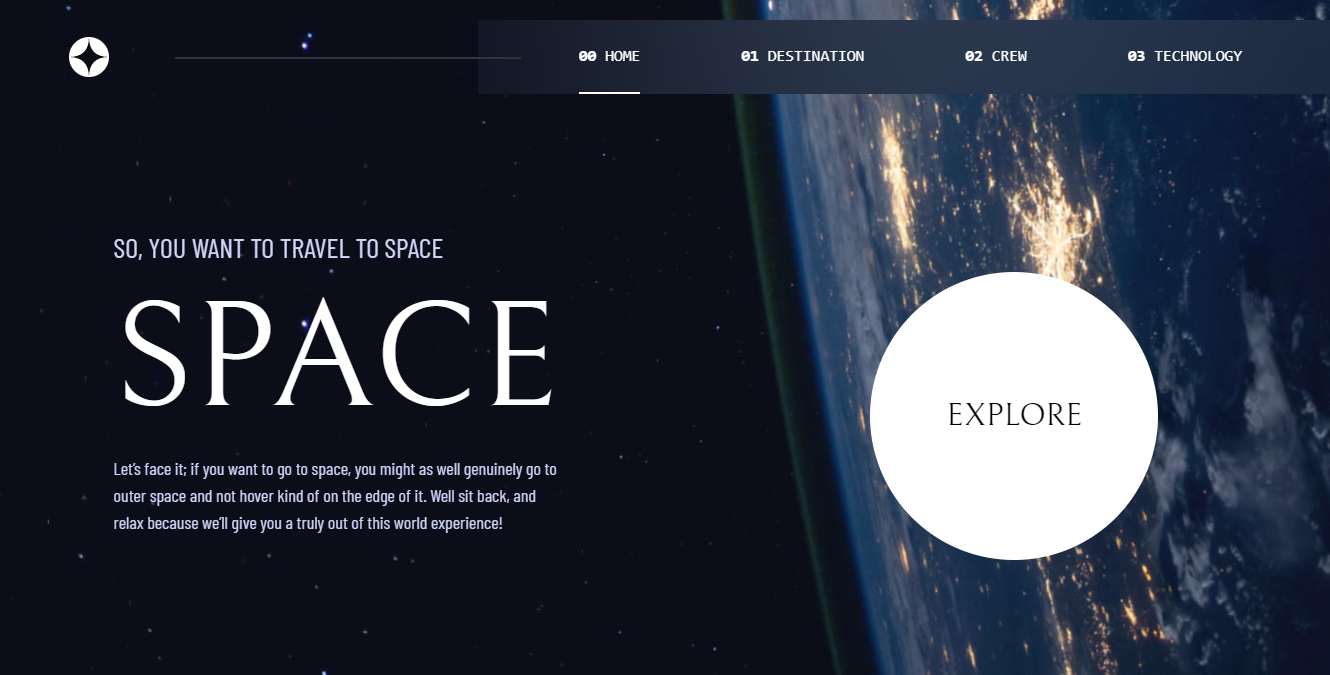 00 HOME 01 DESTINATION 02 CREW 03 TECHNOLOGY
SO, YOU WANT TO TRAVEL TO SPACE
SPACE
Let's face it; if you want to go to space, you might as well genuinely go to
outer space and not hover kind of on the edge of it. Well sit back, and
relax because we'll give you a truly out of this world experience!
EXPLORE